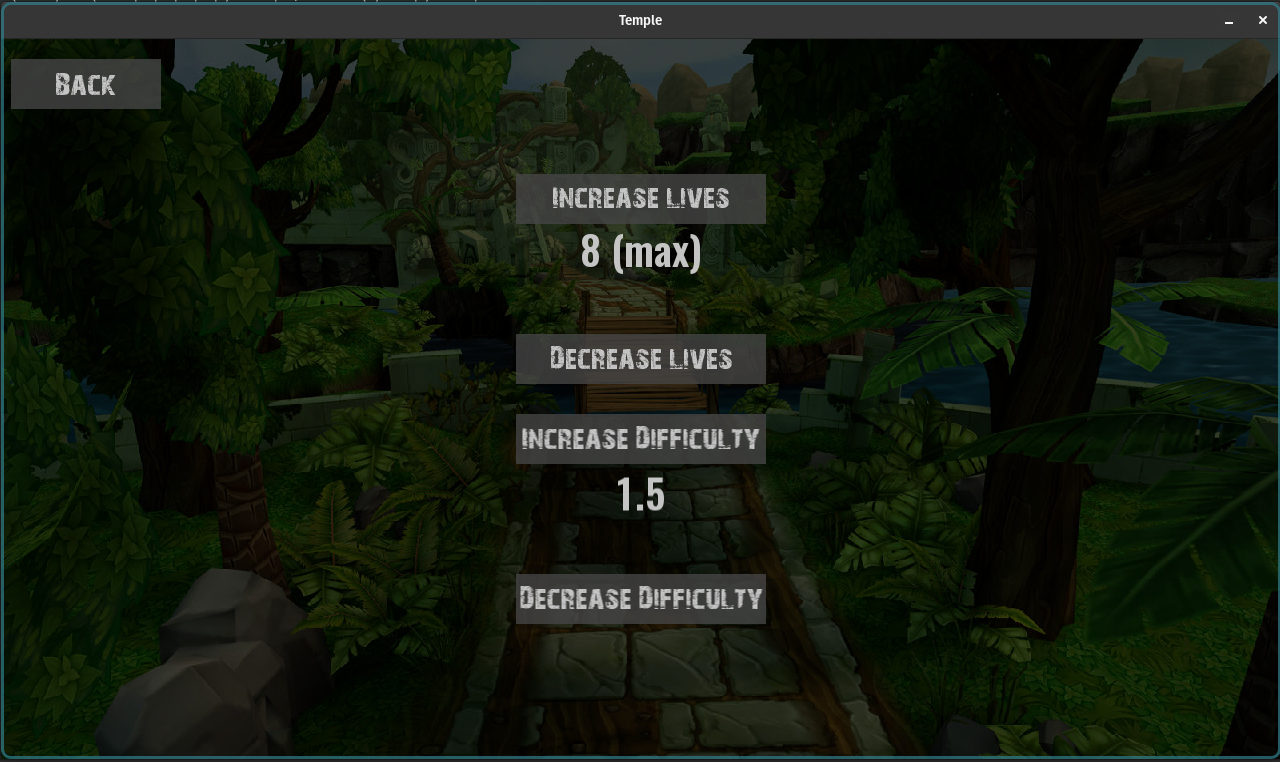 Temple
Back
Increase lives
8 (max)
Decrease lives
Increase Difficulty
1.5
Decrease Difficulty